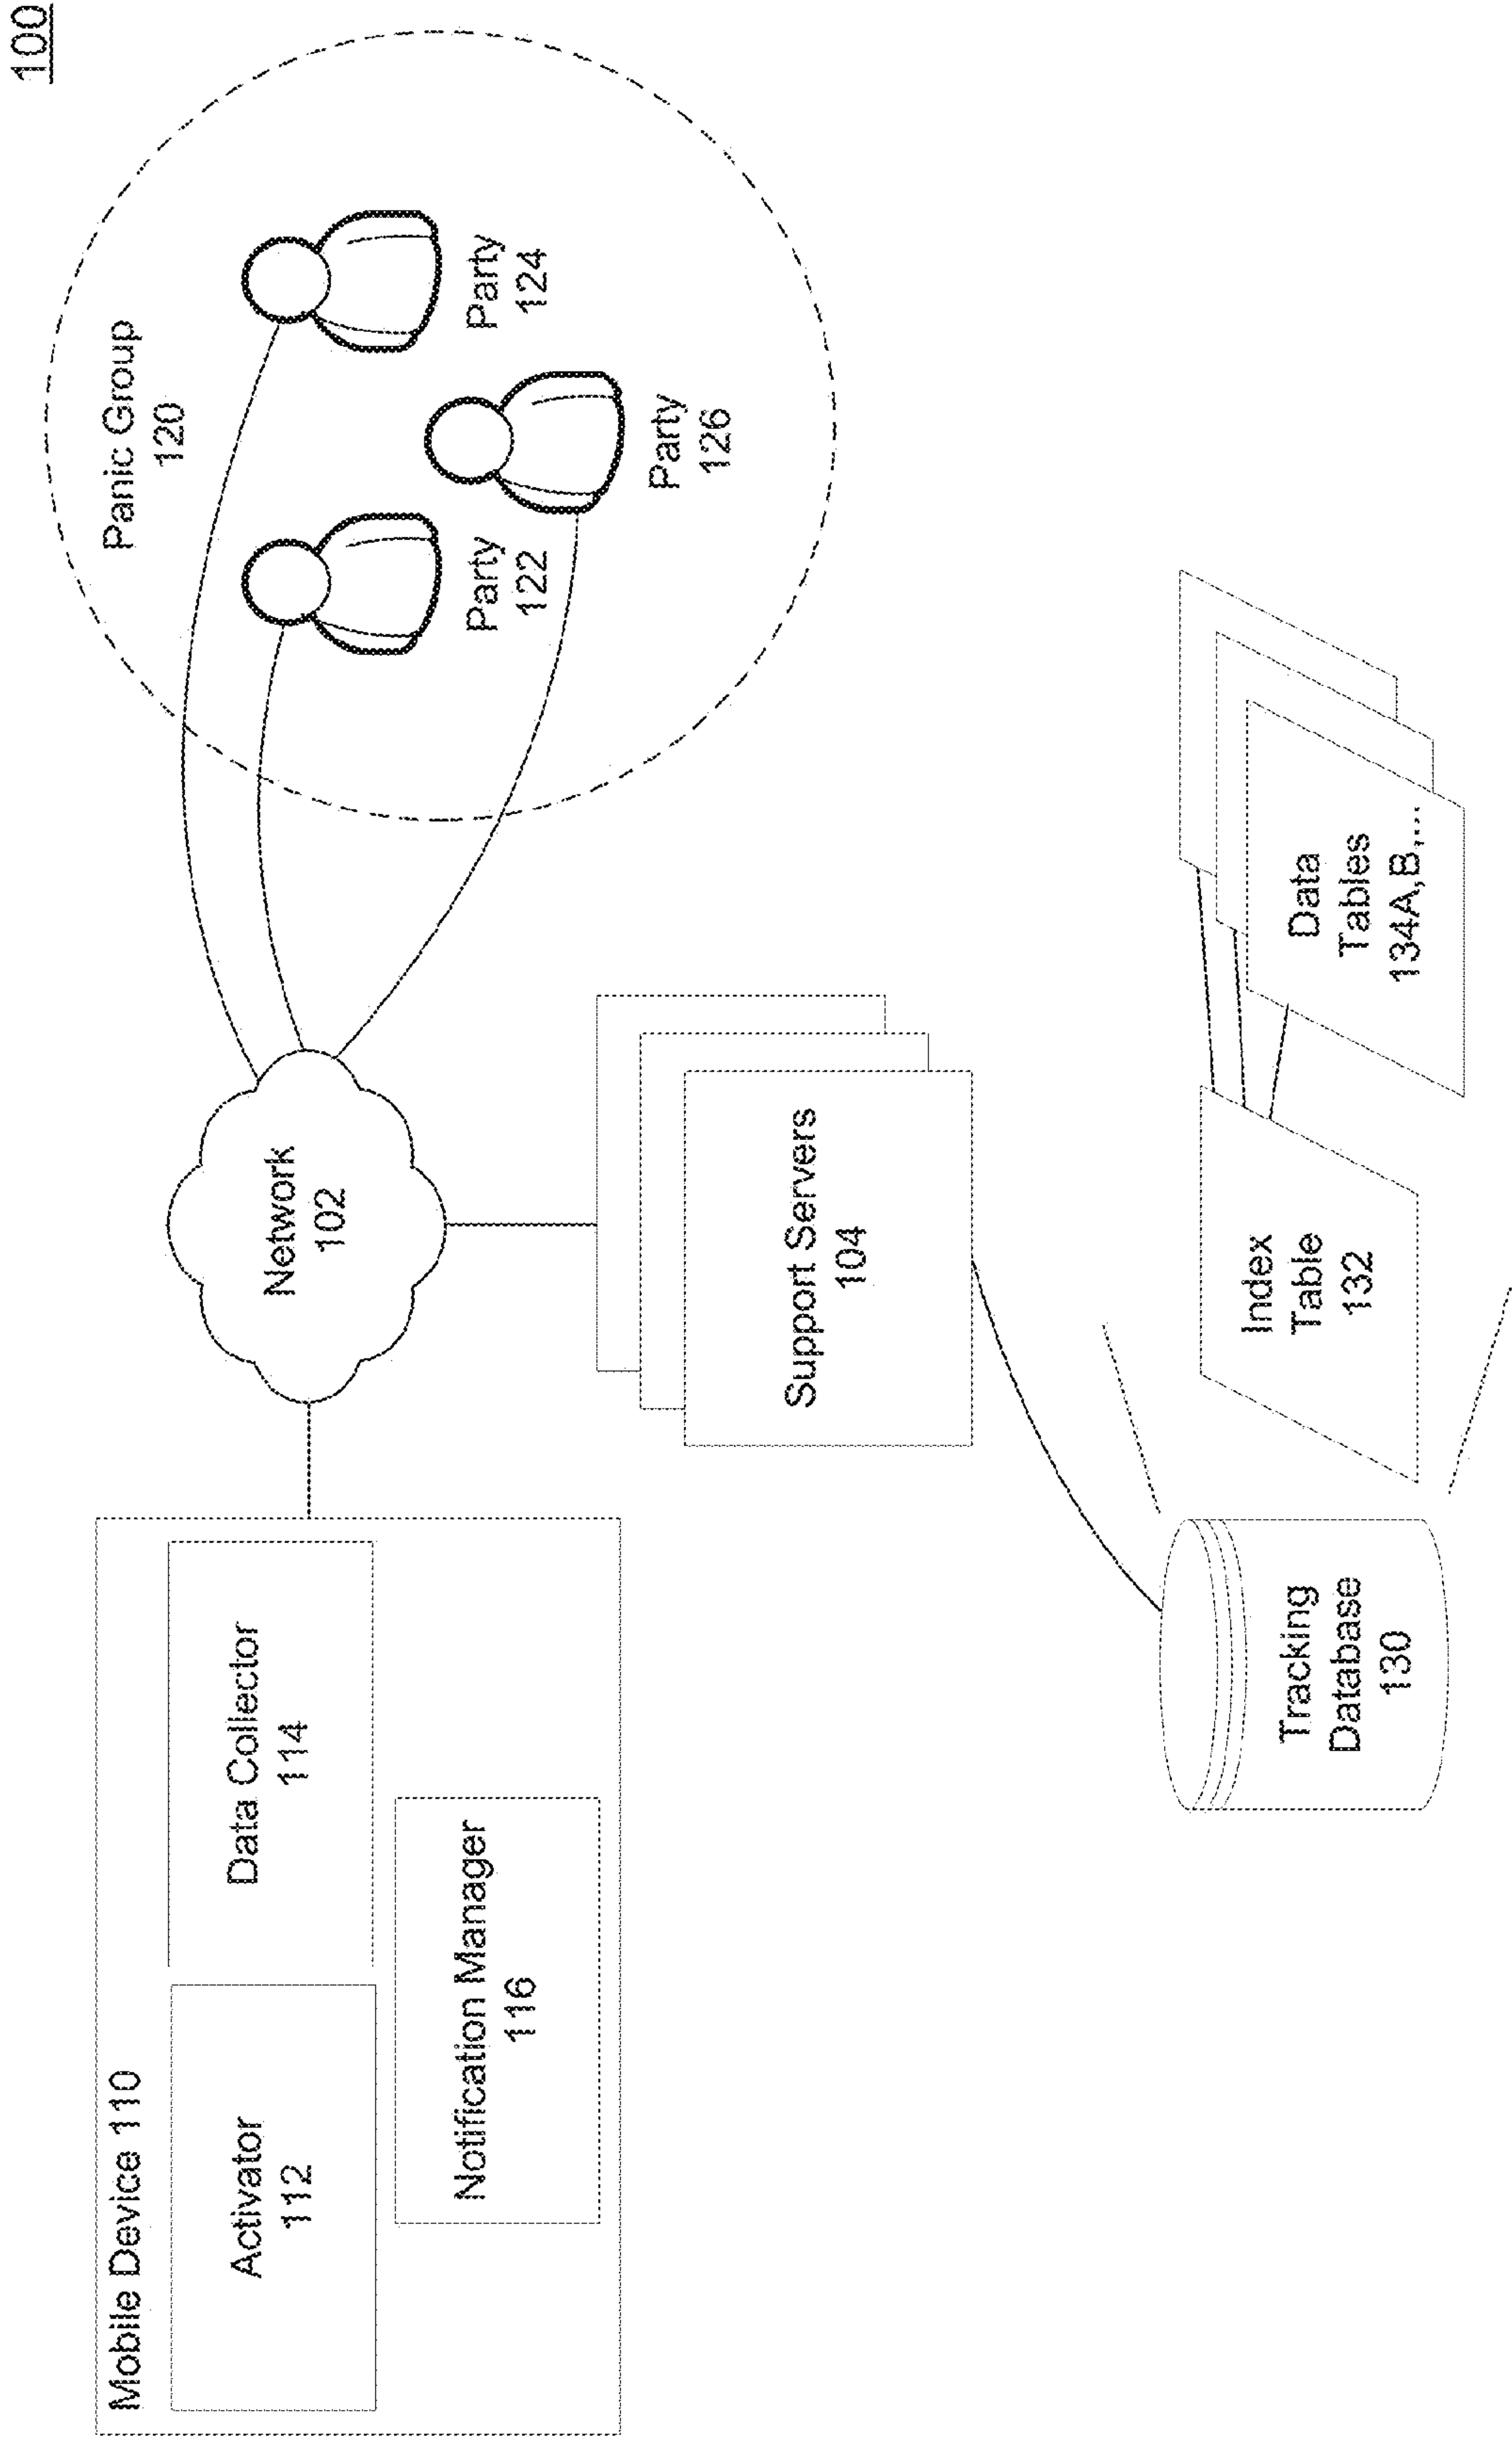 100
Mobile Device 110
Activator
112
Data Collector
114
Notification Manager
116
Network
102
Panic Group
120
Party
122
Party
124
Party
126
Support Servers
104
Tracking
Database
130
Index
Table
132
Data
Tables
134A,B,...